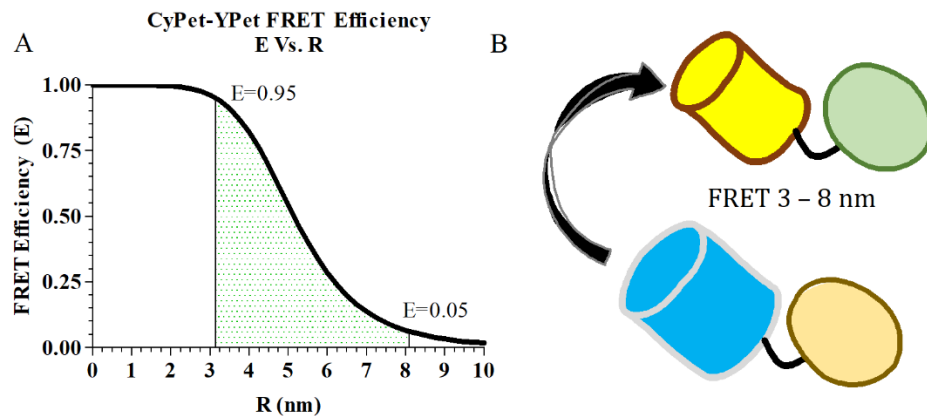 A
CyPet-YPet FRET Efficiency
E Vs. R
FRET Efficiency (E)
1.00
0.75
0.50
0.25
0.00
E=0.95
E=0.05
0 1 2 3 4 5 6 7 8 9 10
R (nm)
B
FRET 3 – 8 nm